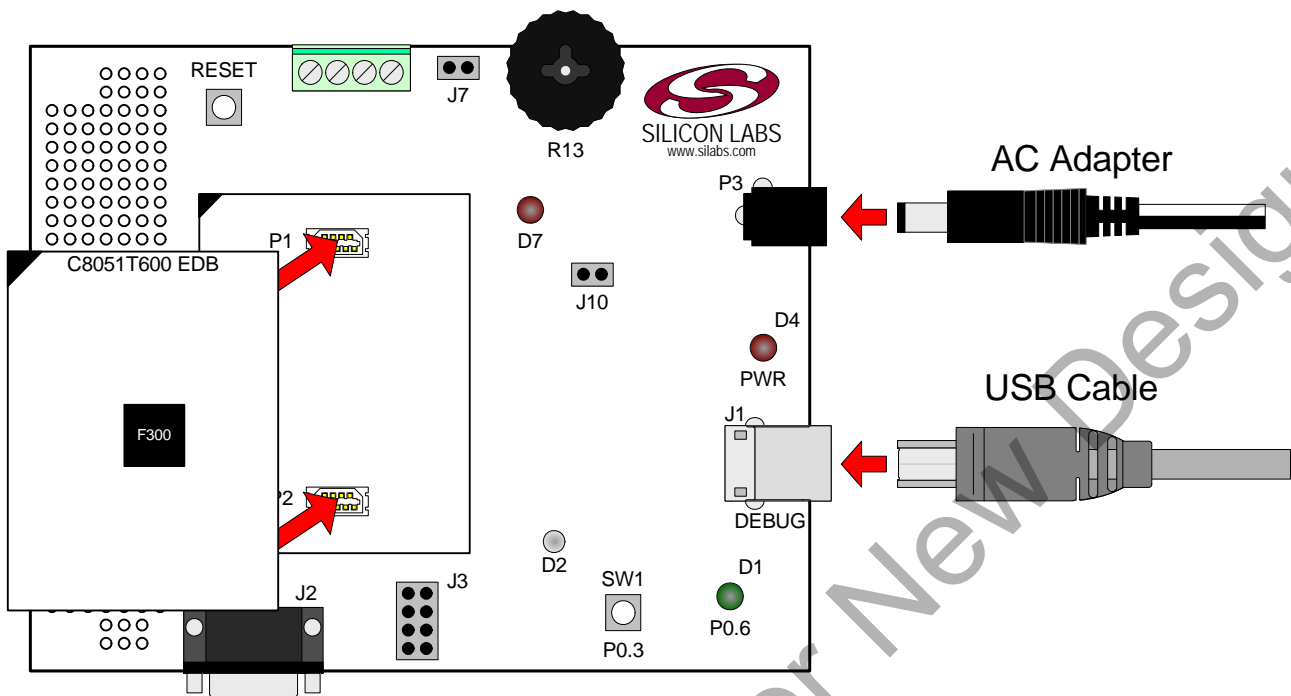 RESET
J7
R13
SILICON LABS
www.silabs.com
AC Adapter
P3
P1
D7
C8051T600 EDB
J10
D4
PWR
USB Cable
J1
F300
P2
DEBUG
D2
J2
J3
SW1
P0.3
D1
P0.6
New